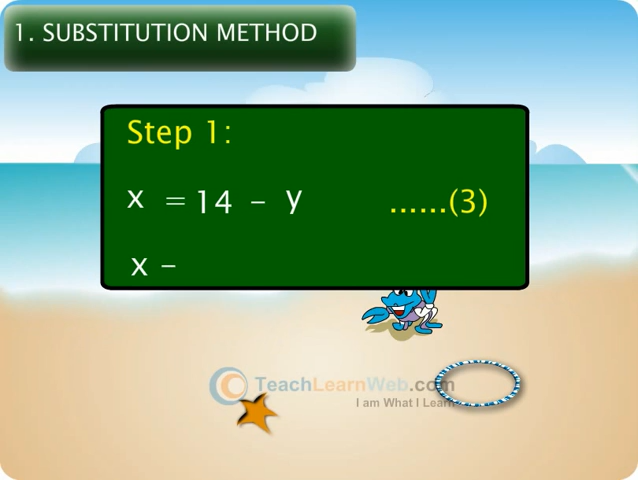 1. SUBSTITUTION METHOD
Step 1:
x = 14 – y ......(3)
x –
TeachLearnWeb.com
I am What I Learn